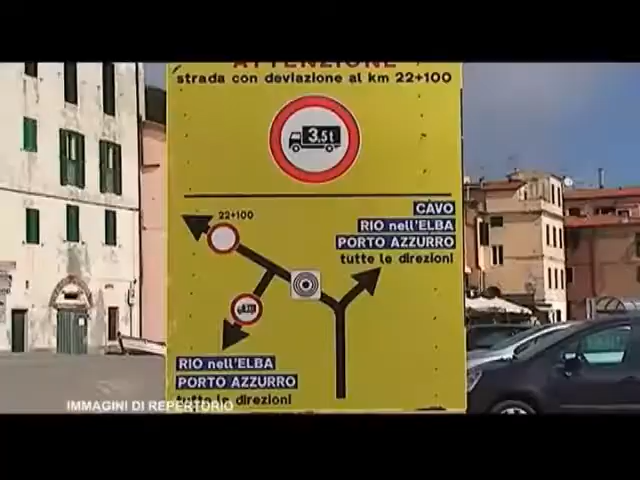 ATTENZIONE
strada con deviazione al km 22+100
3,5t
22+100
CAVO
RIO nell'ELBA
PORTO AZZURRO
tutte le direzioni
RIO nell'ELBA
PORTO AZZURRO
tutte le direzioni
IMMAGINI DI REPERTORIO